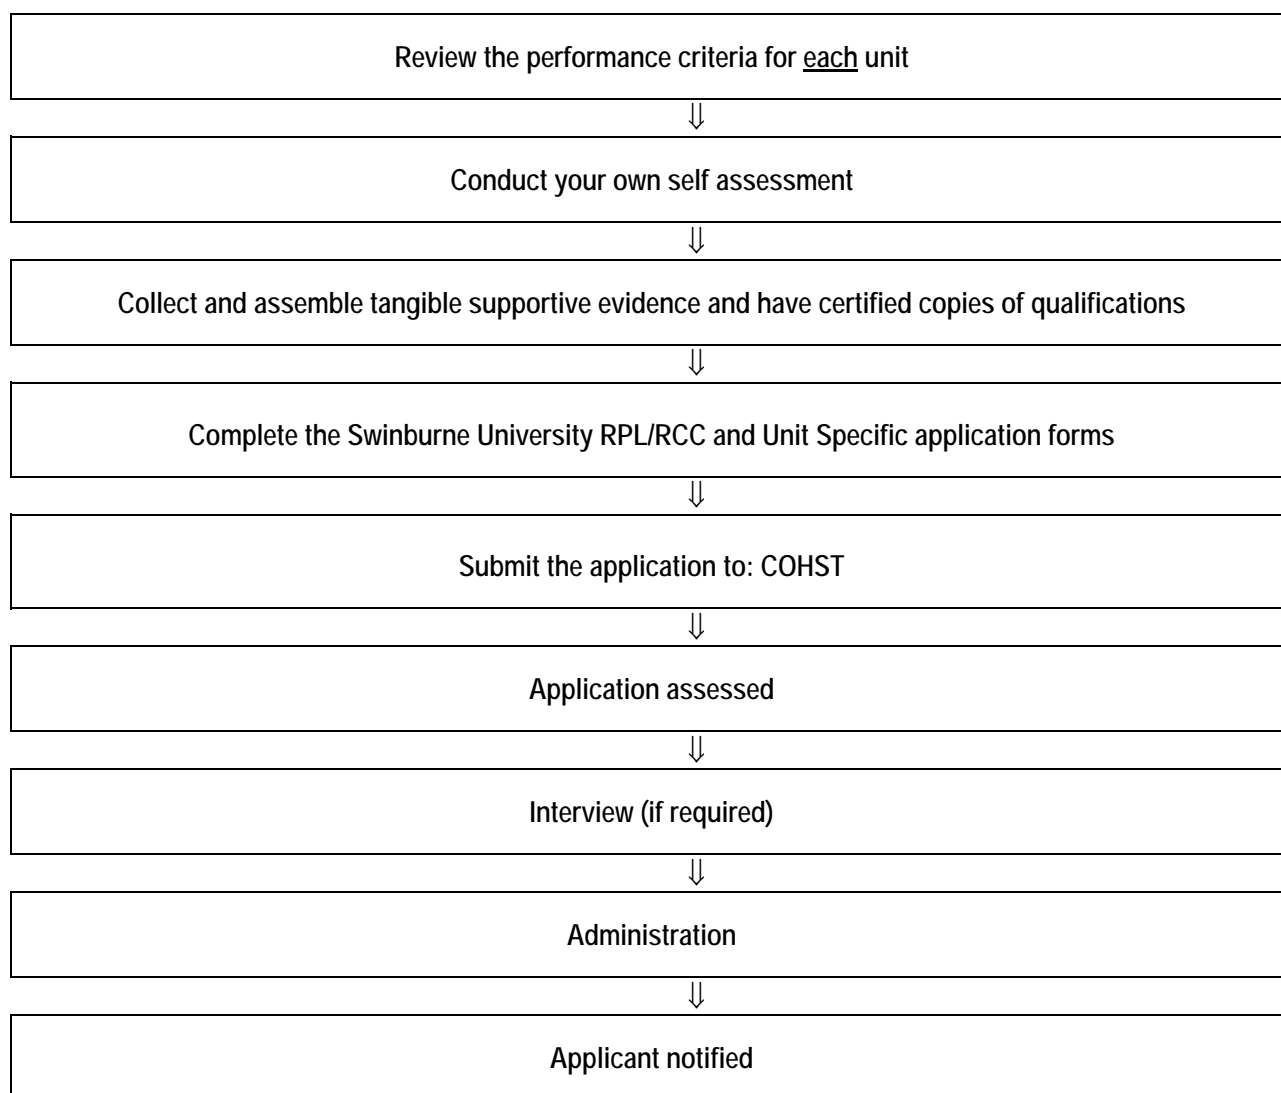 Review the performance criteria for each unit
⇓
Conduct your own self assessment
⇓
Collect and assemble tangible supportive evidence and have certified copies of qualifications
⇓
Complete the Swinburne University RPL/RCC and Unit Specific application forms
⇓
Submit the application to: COHST
⇓
Application assessed
⇓
Interview (if required)
⇓
Administration
⇓
Applicant notified